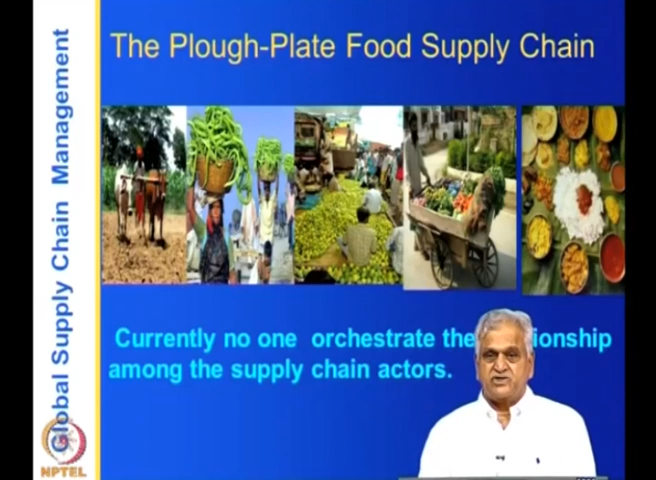 The Plough-Plate Food Supply Chain
Global Supply Chain Management
Currently no one orchestrate the
among the supply chain actors.
NPTEL